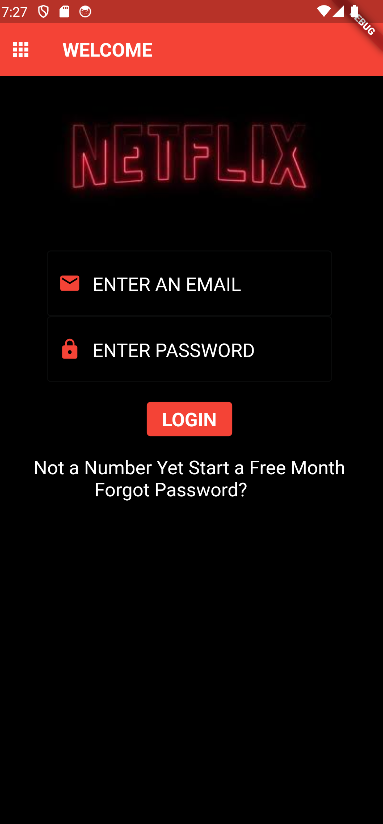 7:27
DEBUG
WELCOME
NETFLIX
ENTER AN EMAIL
ENTER PASSWORD
LOGIN
Not a Number Yet Start a Free Month
Forgot Password?